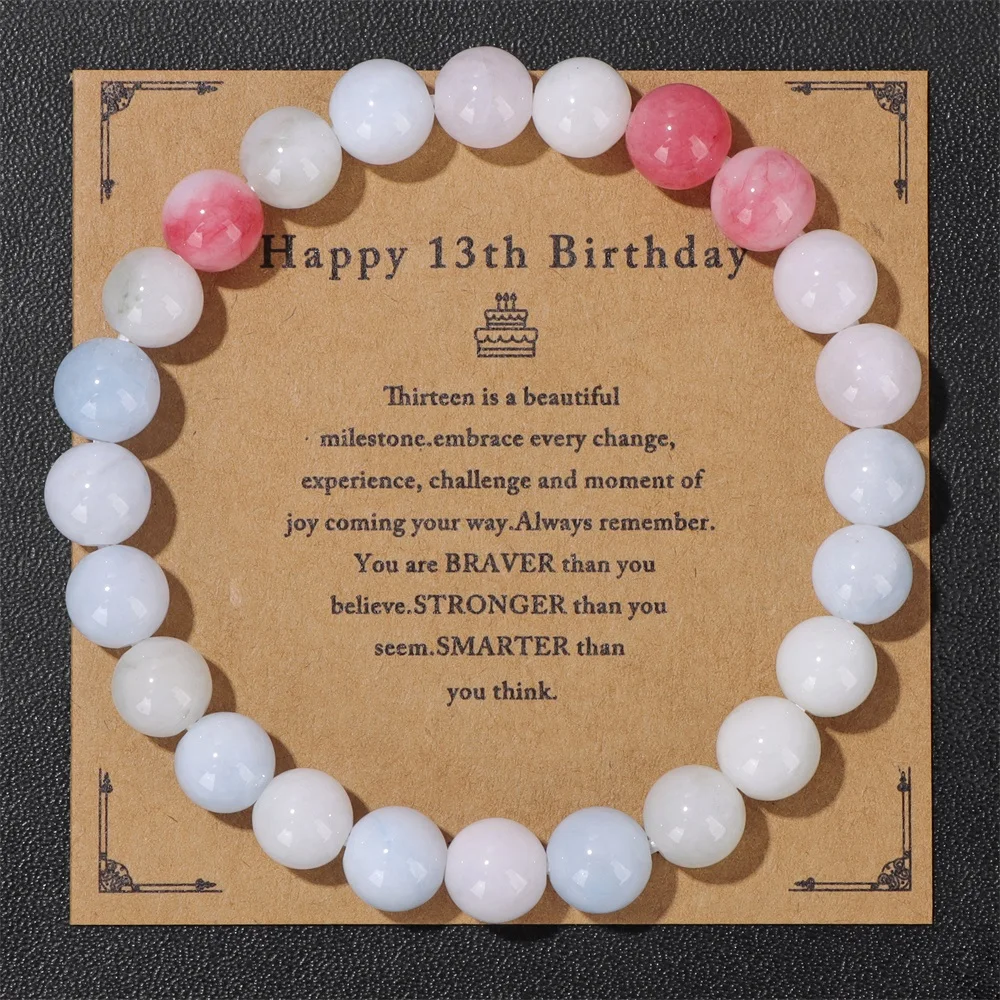 Happy 13th Birthday
Thirteen is a beautiful
milestone.embrace every change,
experience, challenge and moment of
joy coming your way.Always remember.
You are BRAVER than you
believe.STRONGER than you
seem.SMARTER than
you think.